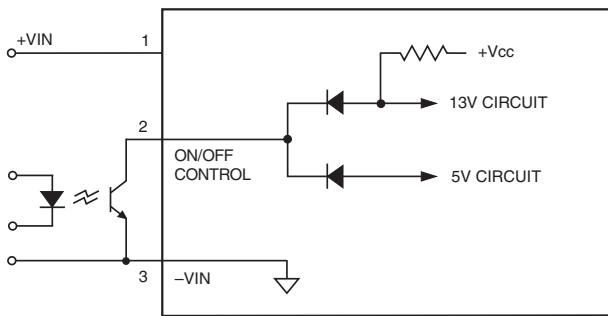 +VIN
1
+Vcc
13V CIRCUIT
2
ON/OFF
CONTROL
5V CIRCUIT
3
–VIN